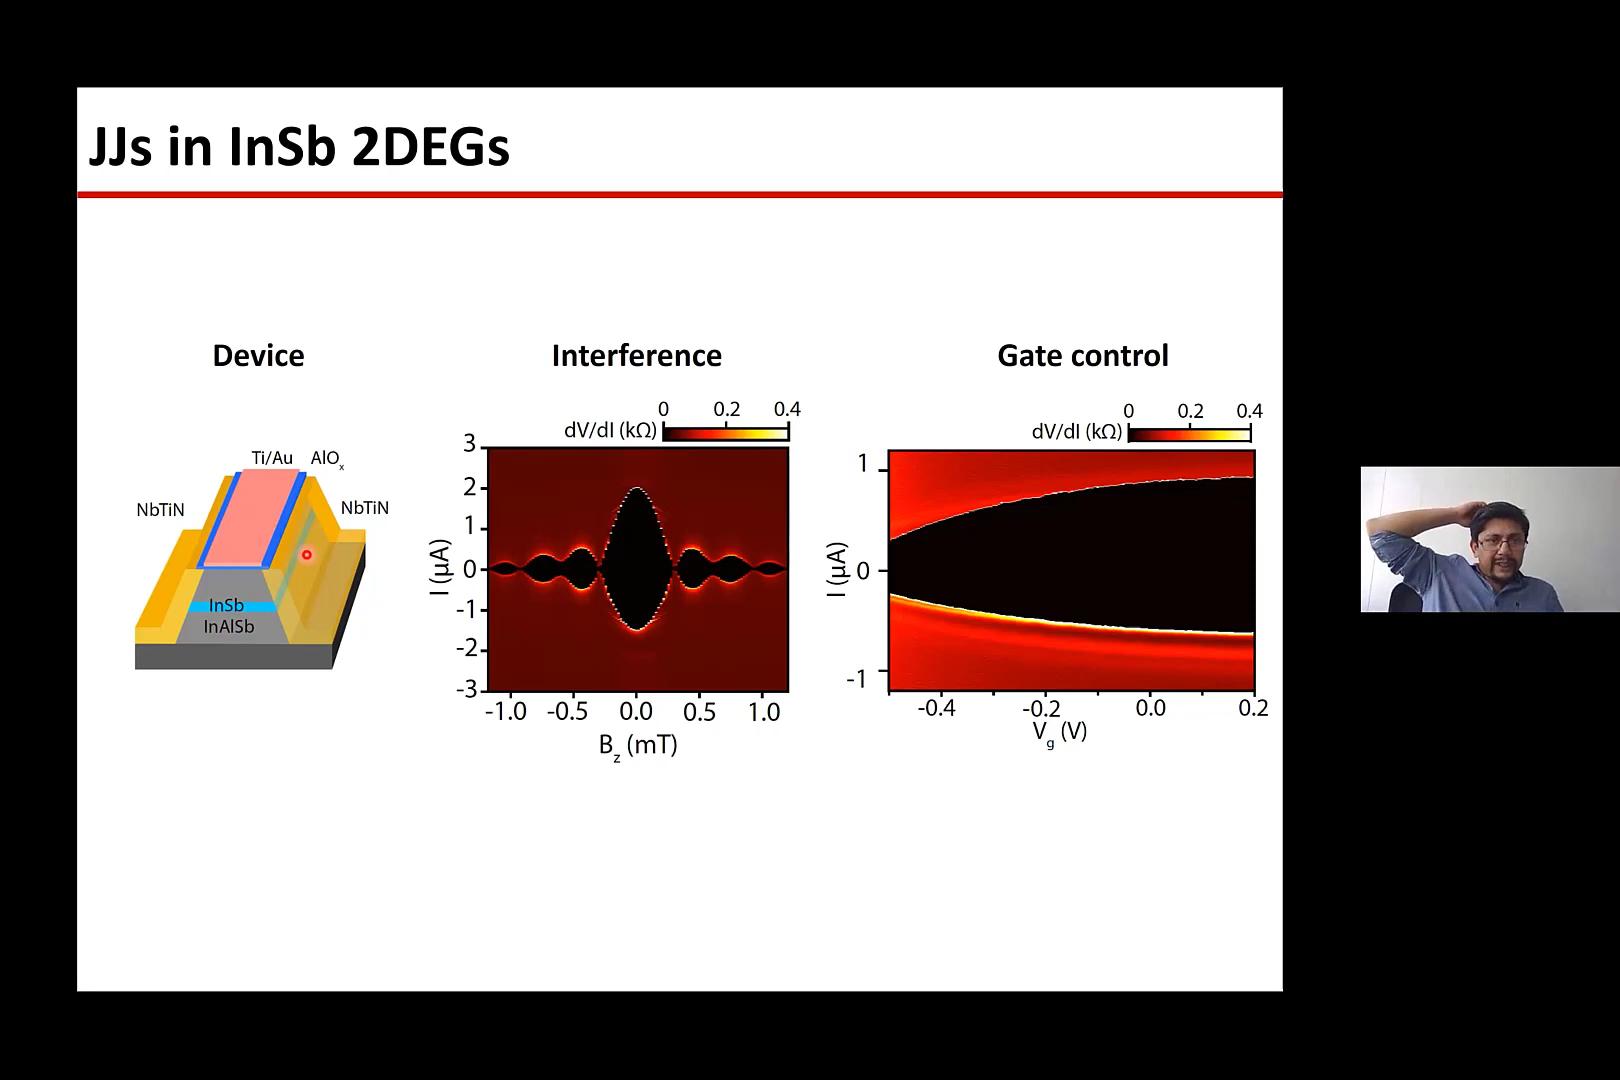 JJs in InSb 2DEGs
Device
Interference
Gate control
Ti/Au AlOx
NbTiN
NbTiN
InSb
InAlSb
0 0.2 0.4
dV/dI (kΩ)
3
2
1
0
-1
-2
-3
I (μA)
-1.0 -0.5 0.0 0.5 1.0
Bz (mT)
0 0.2 0.4
dV/dI (kΩ)
1
0
-1
I (μA)
-0.4 -0.2 0.0 0.2
Vg (V)